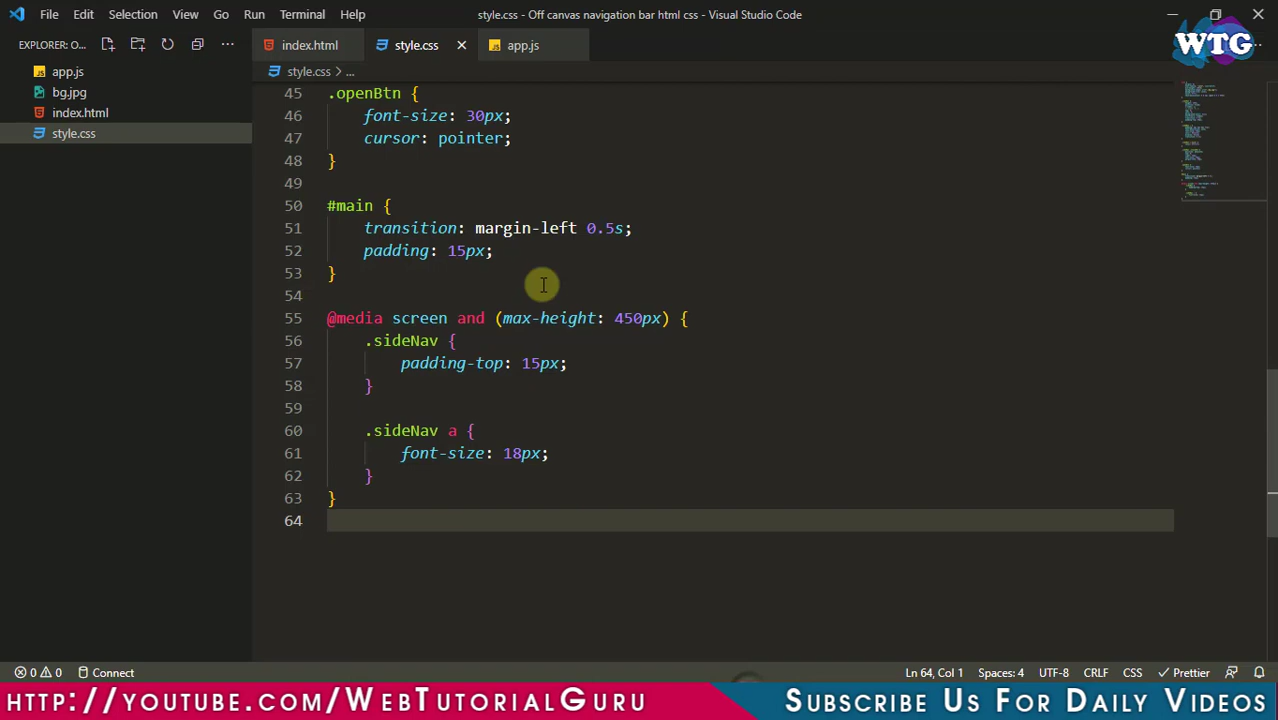 File Edit Selection View Go Run Terminal Help
style.css - Off canvas navigation bar html css - Visual Studio Code
WTG
EXPLORER: O...
index.html
style.css
app.js
app.js
bg.jpg
index.html
style.css
style.css > ...
45 .openBtn {
46 font-size: 30px;
47 cursor: pointer;
48 }
49
50 #main {
51 transition: margin-left 0.5s;
52 padding: 15px;
53 }
54
55 @media screen and (max-height: 450px) {
56 .sideNav {
57 padding-top: 15px;
58 }
59
60 .sideNav a {
61 font-size: 18px;
62 }
63 }
64
0 0 Connect
Ln 64, Col 1 Spaces: 4 UTF-8 CRLF CSS Prettier
http://youtube.com/WebTutorialGuru
Subscribe Us For Daily Videos